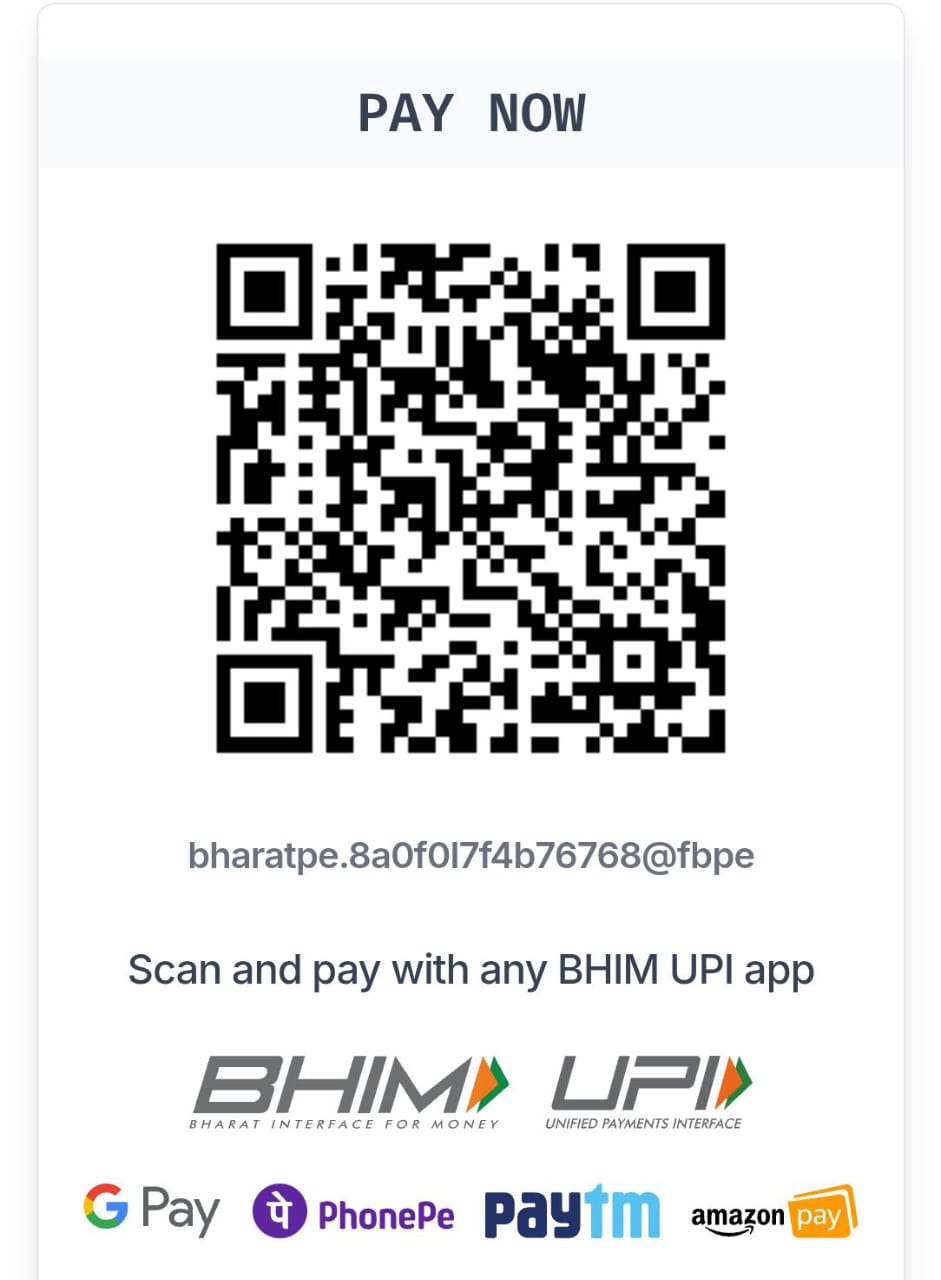 PAY NOW
bharatpe.8a0f0l7f4b76768@fbpe
Scan and pay with any BHIM UPI app
BHIM UPI
BHARAT INTERFACE FOR MONEY UNIFIED PAYMENTS INTERFACE
G Pay पे PhonePe paytm amazon pay